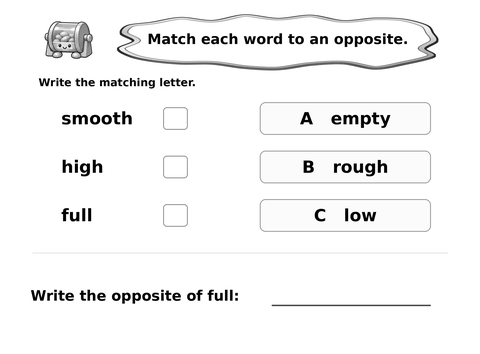 Match each word to an opposite.
Write the matching letter.
smooth A empty
high B rough
full C low
Write the opposite of full: